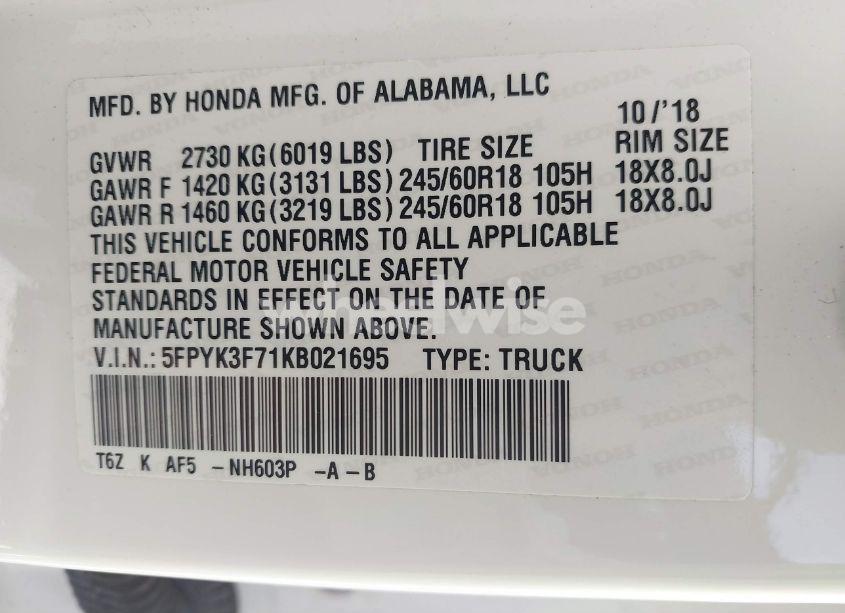 MFD. BY HONDA MFG. OF ALABAMA, LLC
10/'18
GVWR 2730 KG(6019 LBS) TIRE SIZE RIM SIZE
GAWR F 1420 KG(3131 LBS) 245/60R18 105H 18X8.0J
GAWR R 1460 KG(3219 LBS) 245/60R18 105H 18X8.0J
THIS VEHICLE CONFORMS TO ALL APPLICABLE
FEDERAL MOTOR VEHICLE SAFETY
STANDARDS IN EFFECT ON THE DATE OF
MANUFACTURE SHOWN ABOVE.
V.I.N.: 5FPYK3F71KB021695 TYPE: TRUCK
T6Z K AF5 -NH603P -A-B